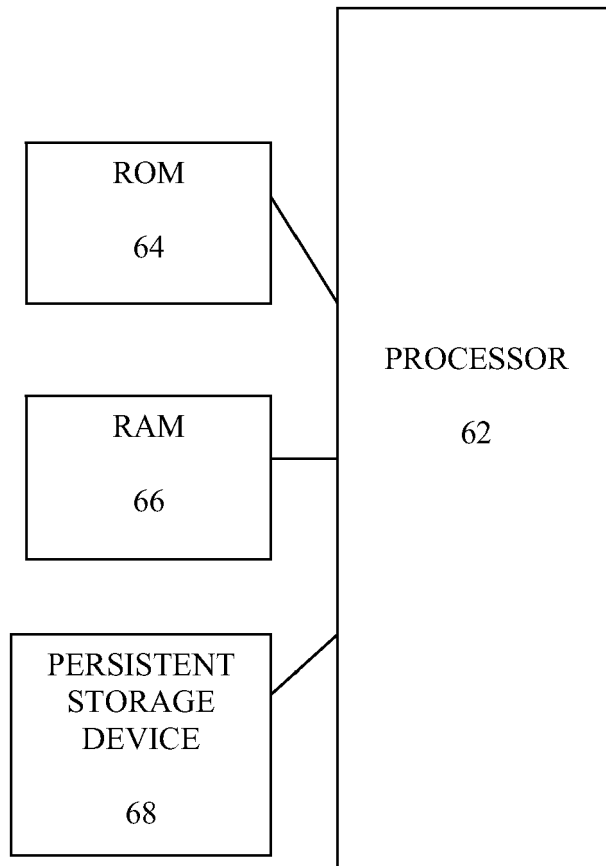 ROM
64
RAM
66
PERSISTENT
STORAGE
DEVICE
68
PROCESSOR
62